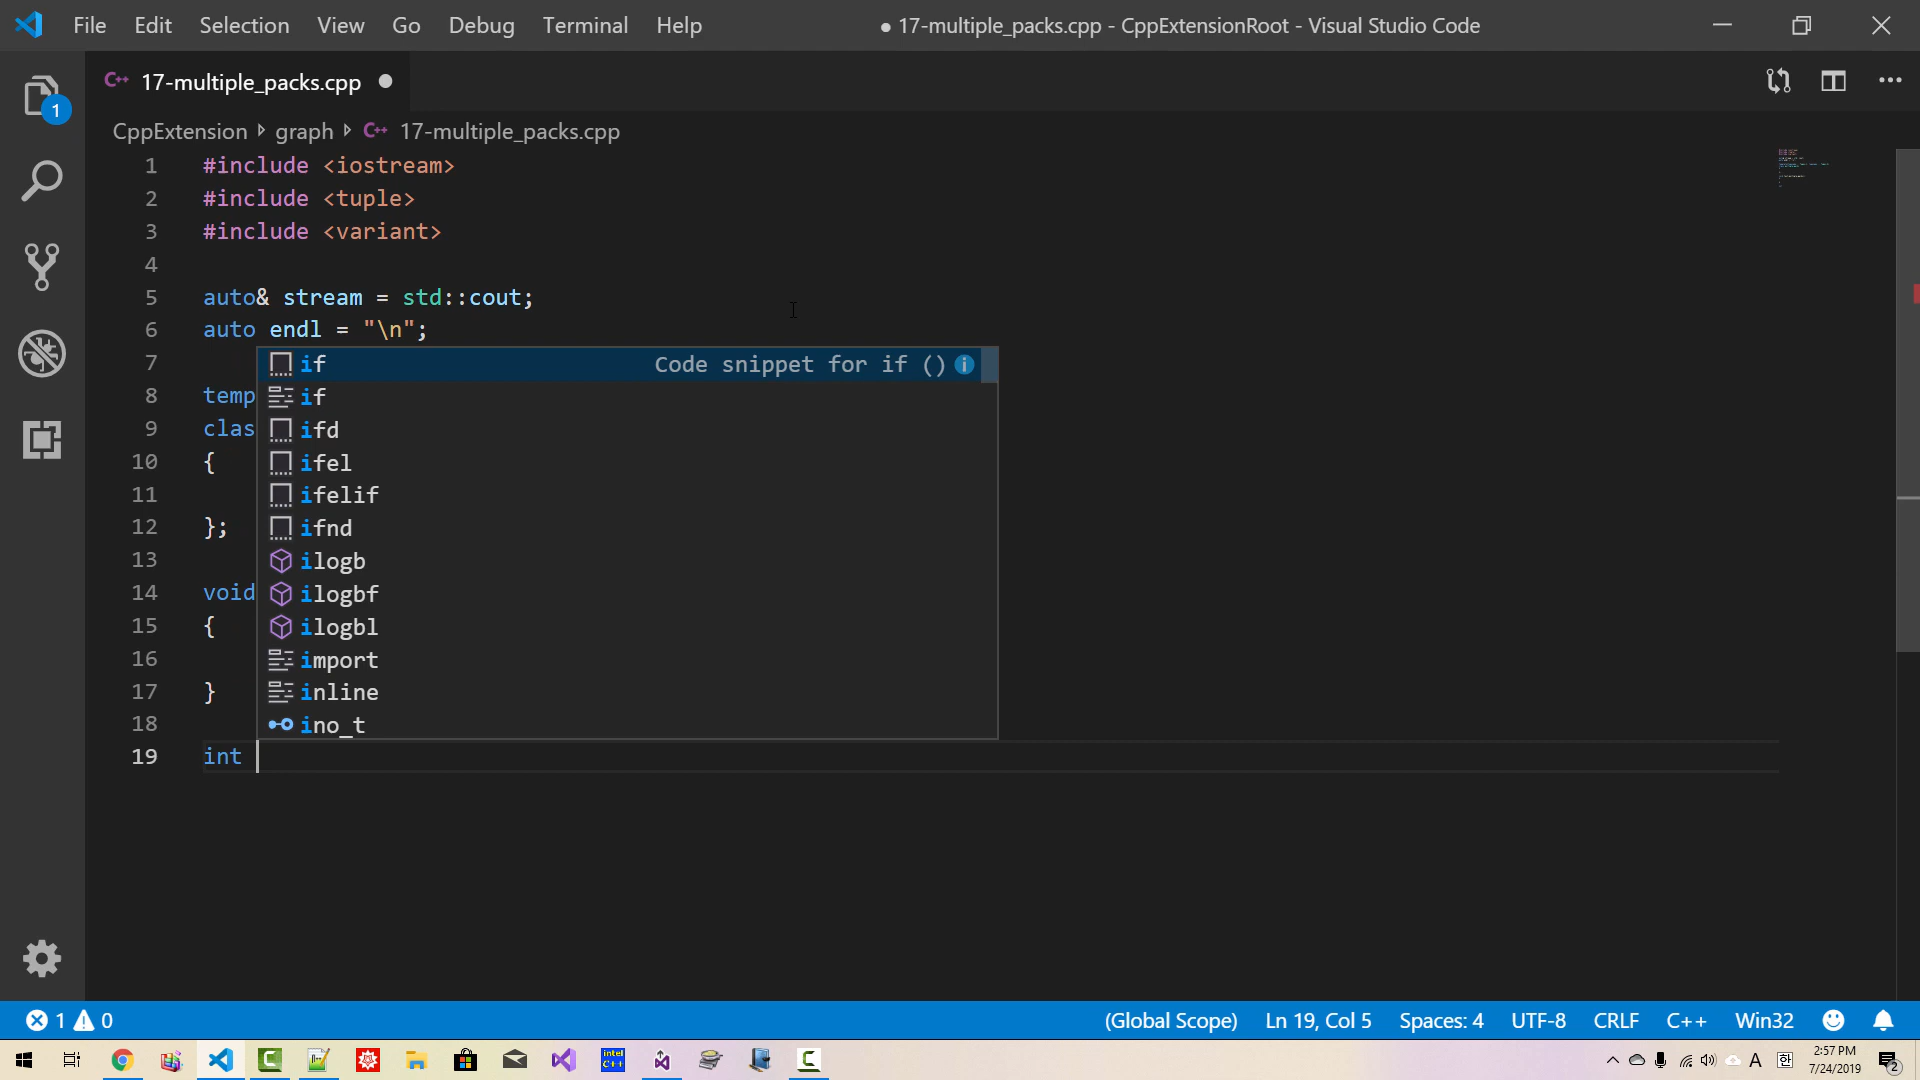 File Edit Selection View Go Debug Terminal Help
● 17-multiple_packs.cpp - CppExtensionRoot - Visual Studio Code
C++ 17-multiple_packs.cpp
1
CppExtension graph C++ 17-multiple_packs.cpp
1 #include <iostream>
2 #include <tuple>
3 #include <variant>
4
5 auto& stream = std::cout;
6 auto endl = "\n";
7
8 temp
9 clas
10 {
11
12 };
13
14 void
15 {
16
17 }
18
19 int
if Code snippet for if ()
if
ifd
ifel
ifelif
ifnd
ilogb
ilogbf
ilogbl
import
inline
ino_t
1 0 (Global Scope) Ln 19, Col 5 Spaces: 4 UTF-8 CRLF C++ Win32
intel C++
A 한 2:57 PM
7/24/2019
2